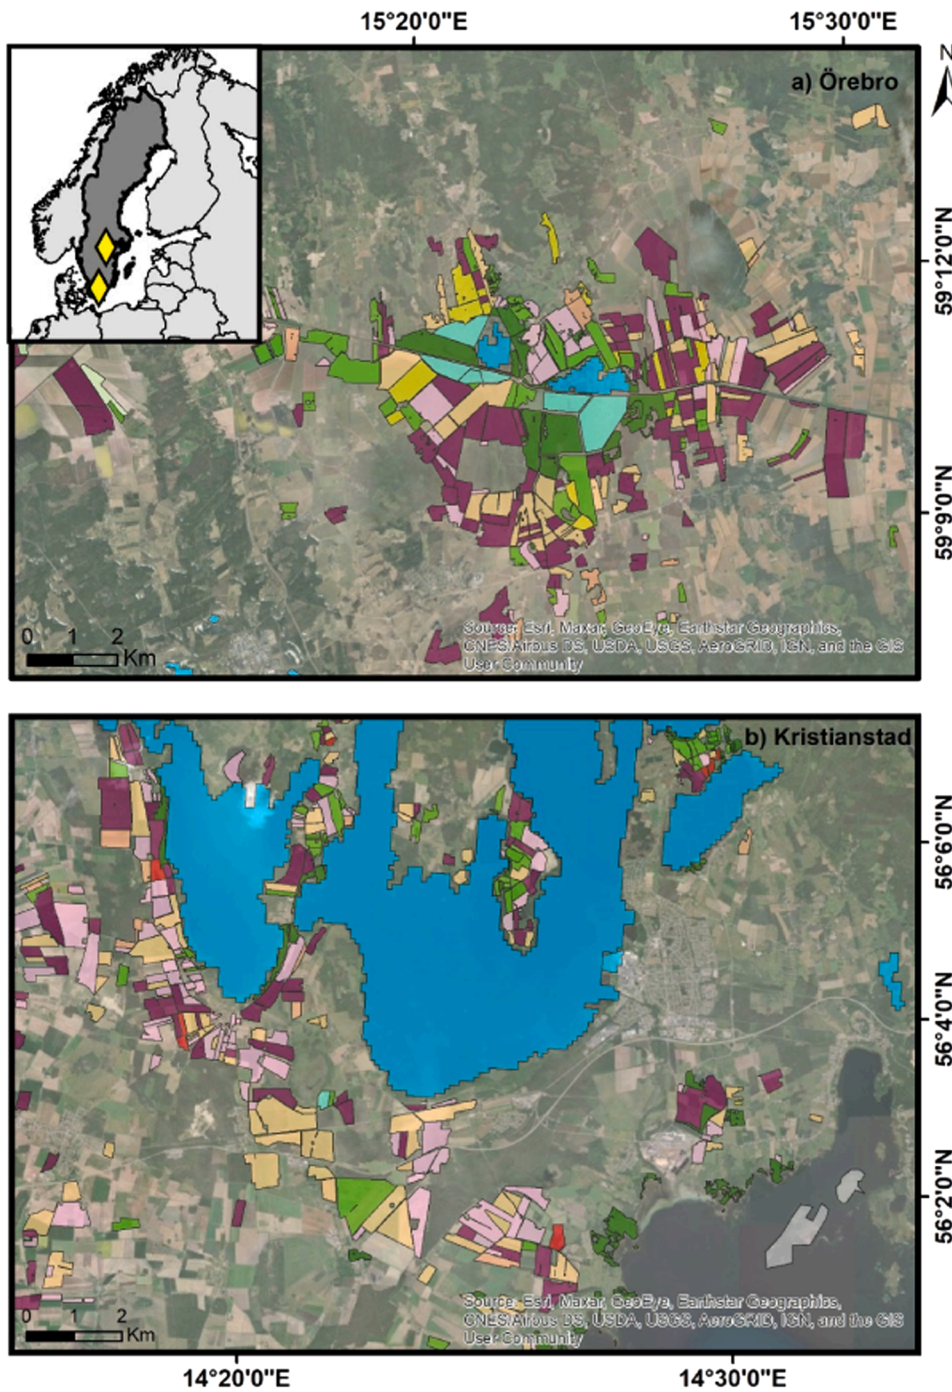 15°20'0"E
15°30'0"E
N
a) Örebro
59°12'0"N
59°9'0"N
0 1 2
Km
Source: Esri, Maxar, GeoEye, Earthstar Geographics,
CNES/Airbus DS, USDA, USGS, AeroGRID, IGN, and the GIS
User Community
b) Kristianstad
56°6'0"N
56°4'0"N
56°2'0"N
0 1 2
Km
Source: Esri, Maxar, GeoEye, Earthstar Geographics,
CNES/Airbus DS, USDA, USGS, AeroGRID, IGN, and the GIS
User Community
14°20'0"E
14°30'0"E